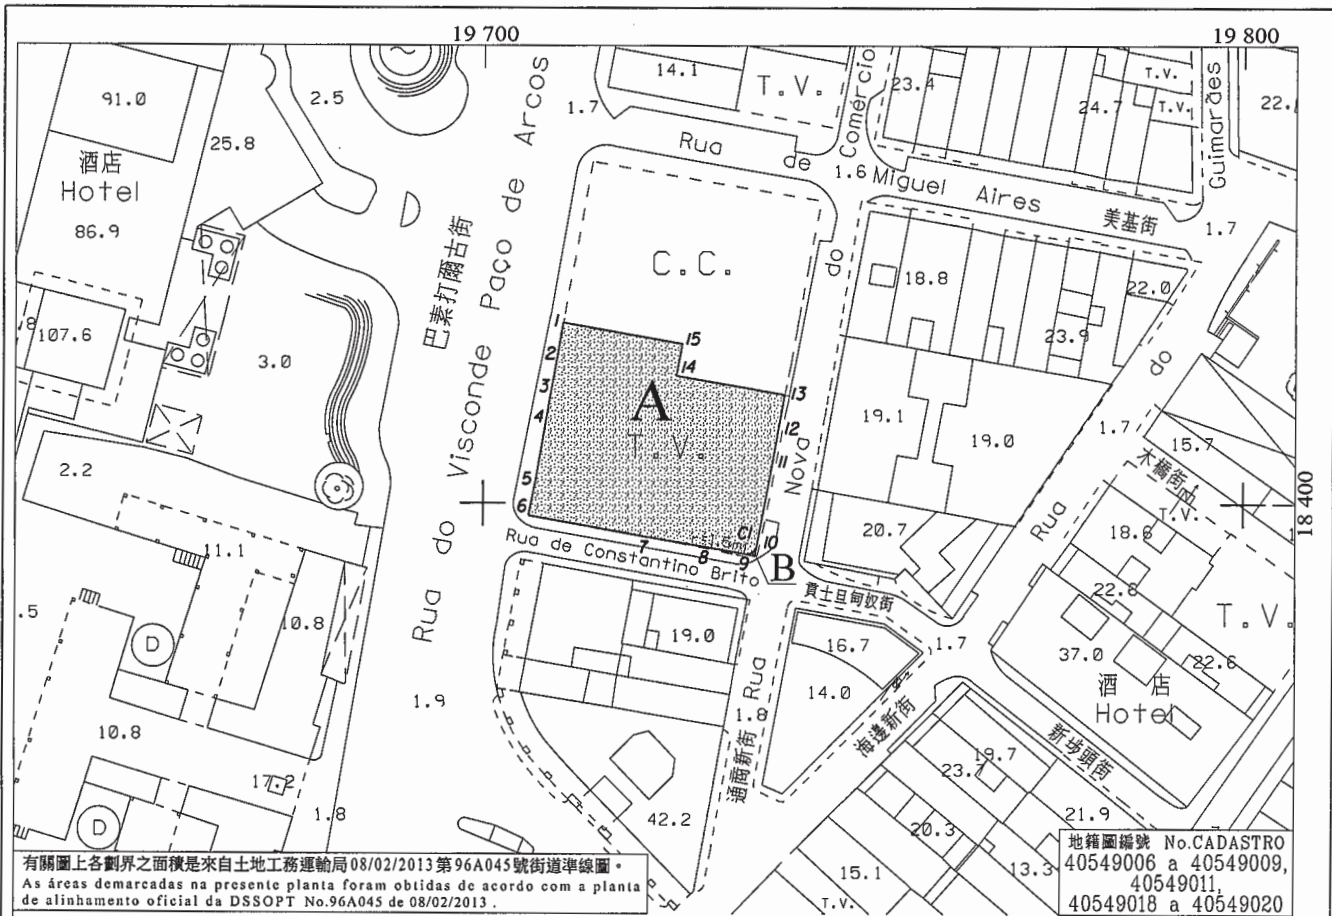 19 700
19 800
91.0
2.5
25.8
酒店
Hotel
86.9
107.6
3.0
2.2
11.1
10.8
.5
D
10.8
17.2
D
1.8
1.9
巴素打爾古街
Rua do Visconde Paço de Arcos
1.7
14.1
T.V.
Rua de Miguel Aires
美基街
1.6
23.4
24.7
T.V.
T.V.
Guimarães
22.
1.7
C.C.
1
2
3
4
5
6
7
8
9
10
11
12
13
14
15
A
T.V.
C1
B
Rua de Constantino Brito
貢士旦甸奴街
Rua Nova do Comércio
通商新街
18.8
22.0
23.9
19.1
19.0
20.7
Rua do
1.7
15.7
木橋街
T.V.
18 400
18.6
22.8
T.V.
22.6
37.0
酒 店
Hotel
1.7
16.7
14.0
19.0
1.8
海邊新街
新埗頭街
19.7
23.7
20.3
21.9
13.3
15.1
T.V.
42.2
有關圖上各劃界之面積是來自土地工務運輸局08/02/2013第96A045號街道準線圖。
As áreas demarcadas na presente planta foram obtidas de acordo com a planta
de alinhamento oficial da DSSOPT No.96A045 de 08/02/2013.
地籍圖編號 No.CADASTRO
40549006 a 40549009,
40549011,
40549018 a 40549020